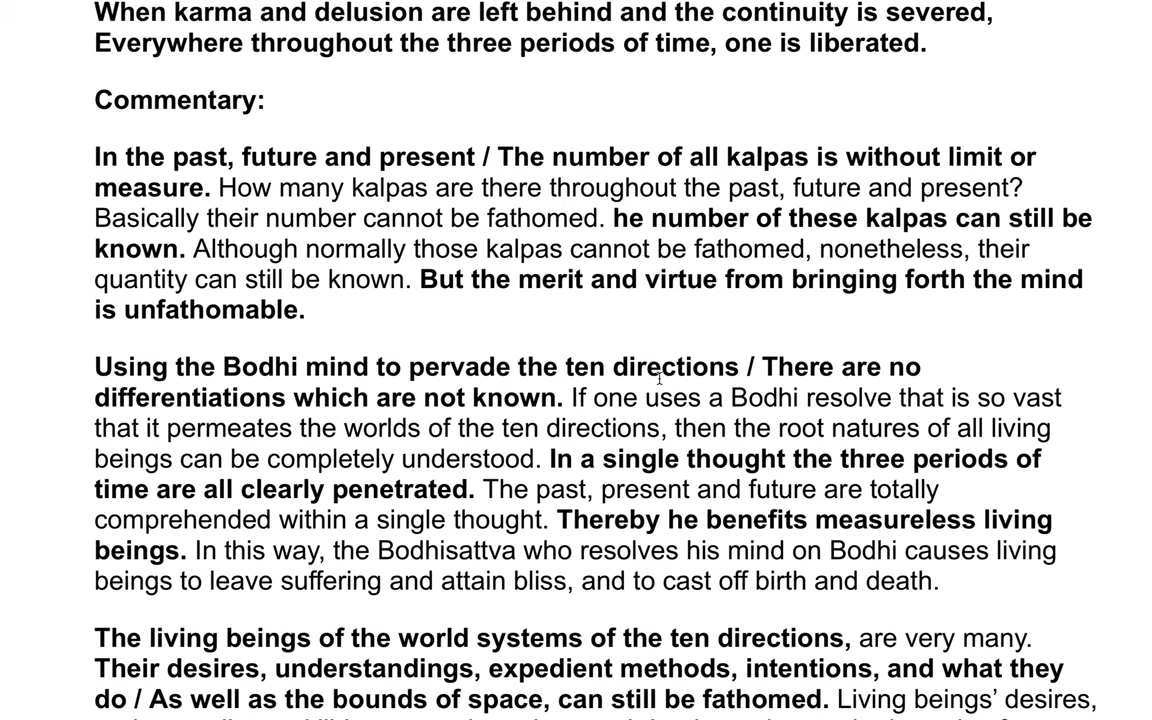 When karma and delusion are left behind and the continuity is severed,
Everywhere throughout the three periods of time, one is liberated.
Commentary:
In the past, future and present / The number of all kalpas is without limit or
measure. How many kalpas are there throughout the past, future and present?
Basically their number cannot be fathomed. he number of these kalpas can still be
known. Although normally those kalpas cannot be fathomed, nonetheless, their
quantity can still be known. But the merit and virtue from bringing forth the mind
is unfathomable.
Using the Bodhi mind to pervade the ten directions / There are no
differentiations which are not known. If one uses a Bodhi resolve that is so vast
that it permeates the worlds of the ten directions, then the root natures of all living
beings can be completely understood. In a single thought the three periods of
time are all clearly penetrated. The past, present and future are totally
comprehended within a single thought. Thereby he benefits measureless living
beings. In this way, the Bodhisattva who resolves his mind on Bodhi causes living
beings to leave suffering and attain bliss, and to cast off birth and death.
The living beings of the world systems of the ten directions, are very many.
Their desires, understandings, expedient methods, intentions, and what they
do / As well as the bounds of space, can still be fathomed. Living beings’ desires,